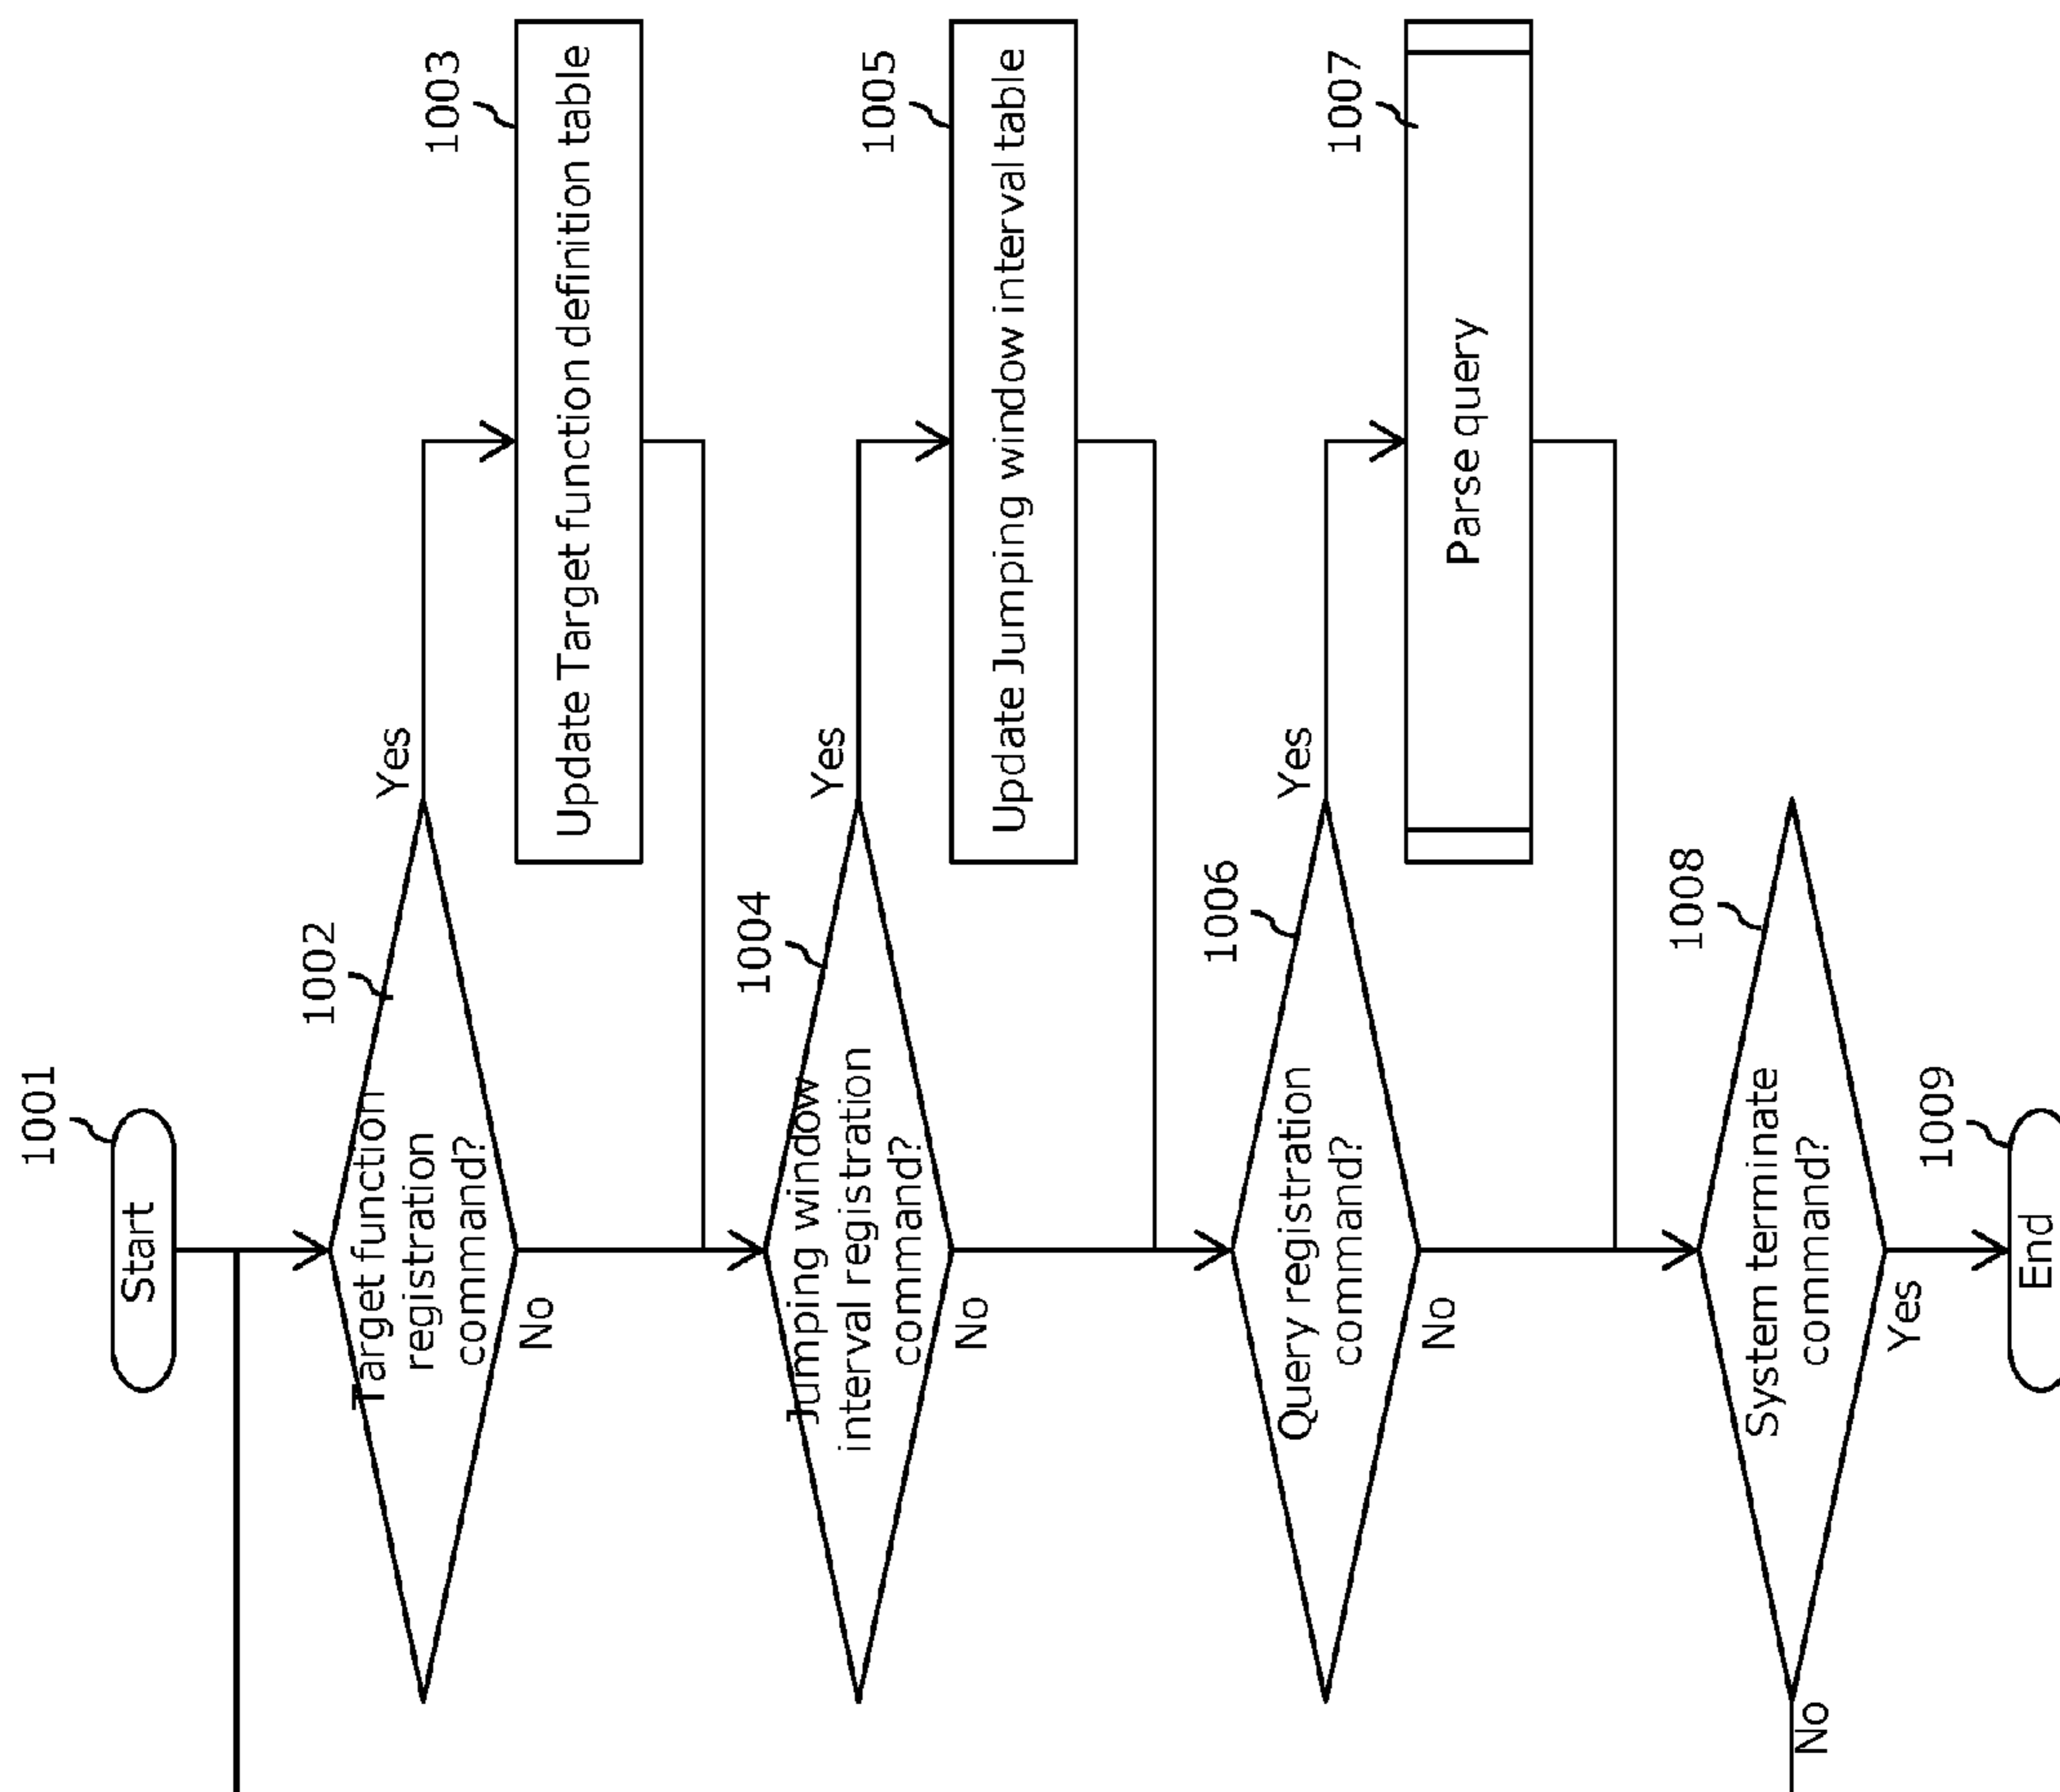 1001
Start
1002
Target function
registration
command?
Yes
No
1003
Update Target function definition table
1004
Jumping window
interval registration
command?
Yes
No
1005
Update Jumping window interval table
1006
Query registration
command?
Yes
No
1007
Parse query
1008
System terminate
command?
No
Yes
1009
End